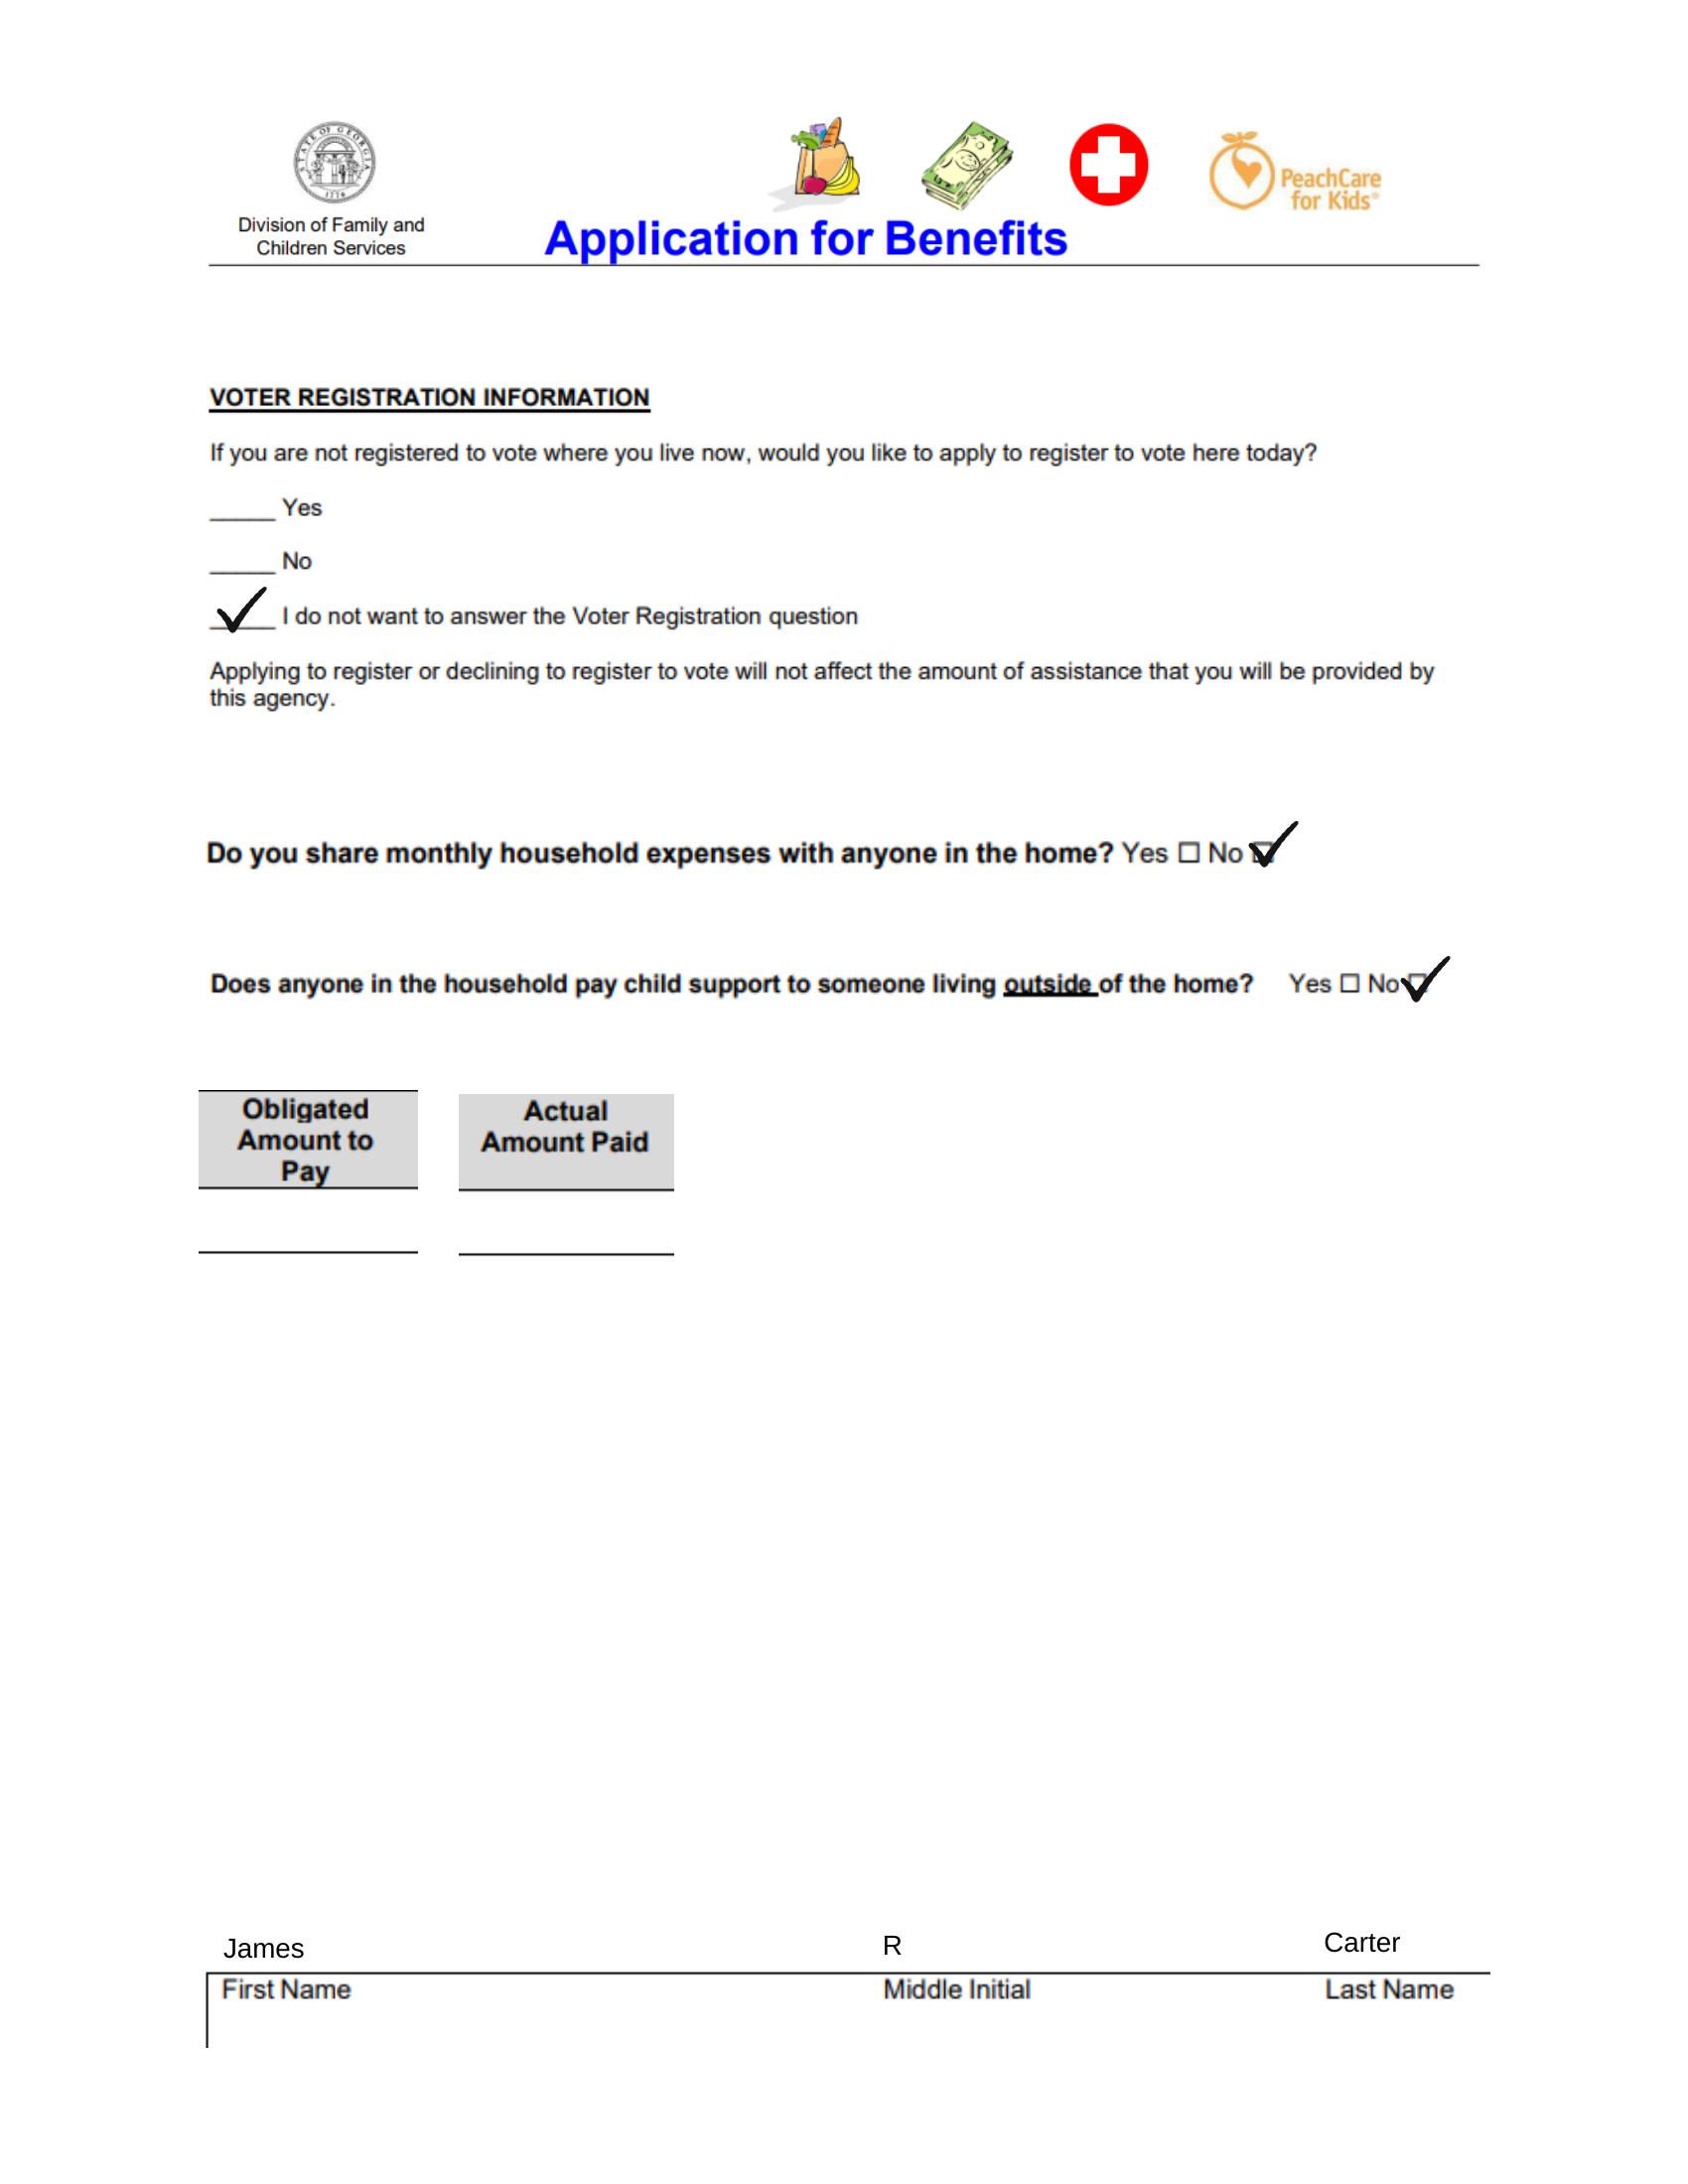 STATE OF GEORGIA
1776
PeachCare
for Kids®
Division of Family and
Children Services
Application for Benefits
VOTER REGISTRATION INFORMATION
If you are not registered to vote where you live now, would you like to apply to register to vote here today?
_____ Yes
_____ No
_____ I do not want to answer the Voter Registration question
Applying to register or declining to register to vote will not affect the amount of assistance that you will be provided by
this agency.
Do you share monthly household expenses with anyone in the home? Yes ☐ No ☑
Does anyone in the household pay child support to someone living outside of the home? Yes ☐ No ☑
Obligated
Amount to
Pay
Actual
Amount Paid
James R Carter
First Name Middle Initial Last Name